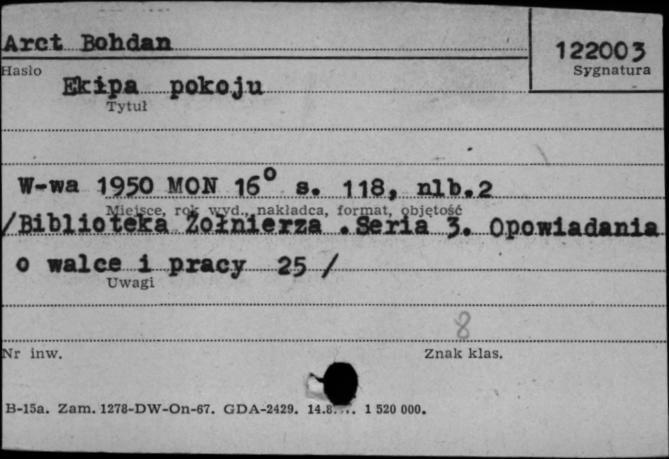 Arct Bohdan
122003
Hasło
Sygnatura
Ekipa pokoju
Tytuł
W-wa 1950 MON 16° s. 118, nlb.2
Miejsce, rok wyd., nakładca, format, objętość
/Biblioteka Żołnierza .Seria 3. Opowiadania
o walce i pracy 25 /
Uwagi
8
Nr inw.
Znak klas.
B-15a. Zam. 1278-DW-On-67. GDA-2429. 1 520 000.